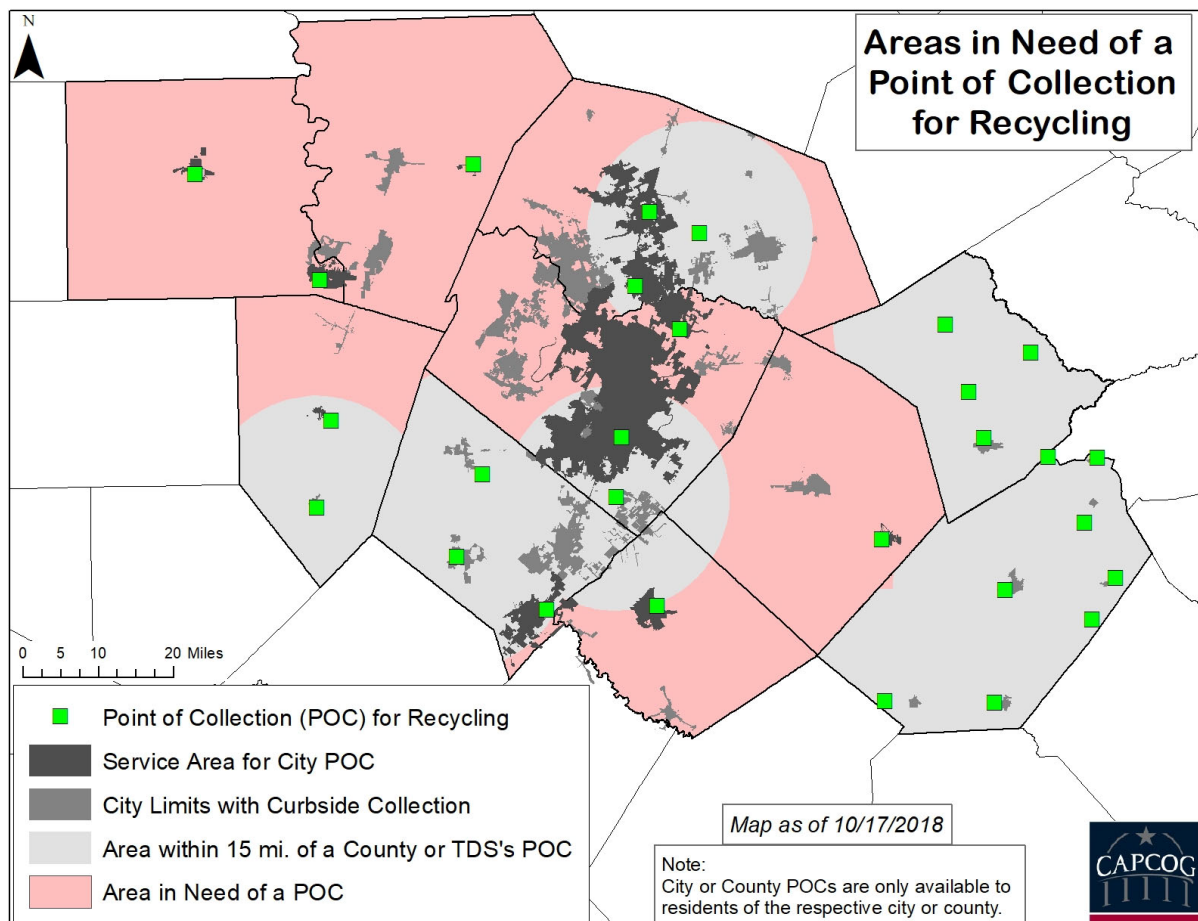 N
Areas in Need of a
Point of Collection
for Recycling
0 5 10 20 Miles
Point of Collection (POC) for Recycling
Service Area for City POC
City Limits with Curbside Collection
Area within 15 mi. of a County or TDS's POC
Area in Need of a POC
Map as of 10/17/2018
Note:
City or County POCs are only available to
residents of the respective city or county.
CAPCOG